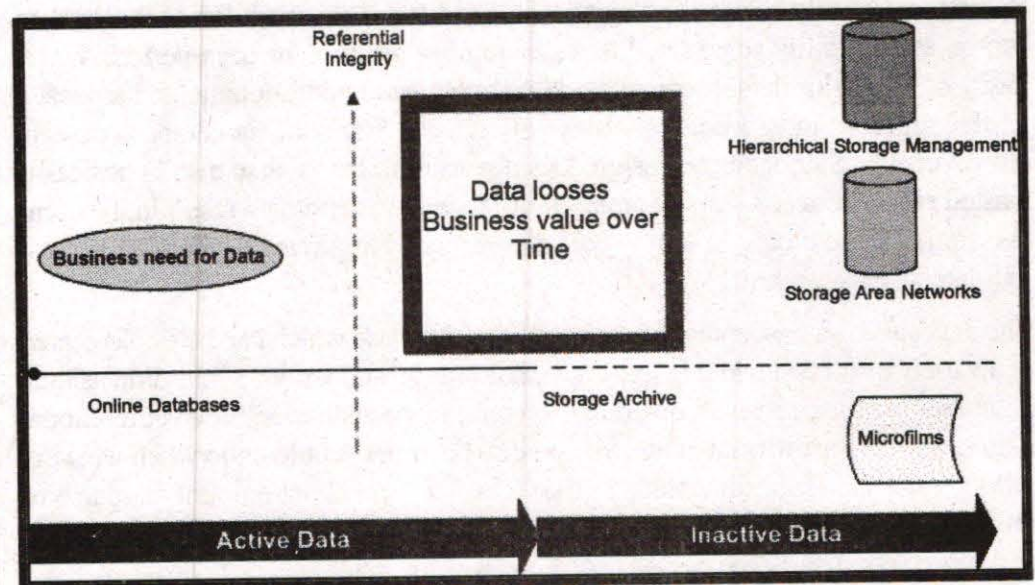 Referential
Integrity
Hierarchical Storage Management
Data looses
Business value over
Time
Business need for Data
Storage Area Networks
Online Databases
Storage Archive
Microfilms
Active Data
Inactive Data